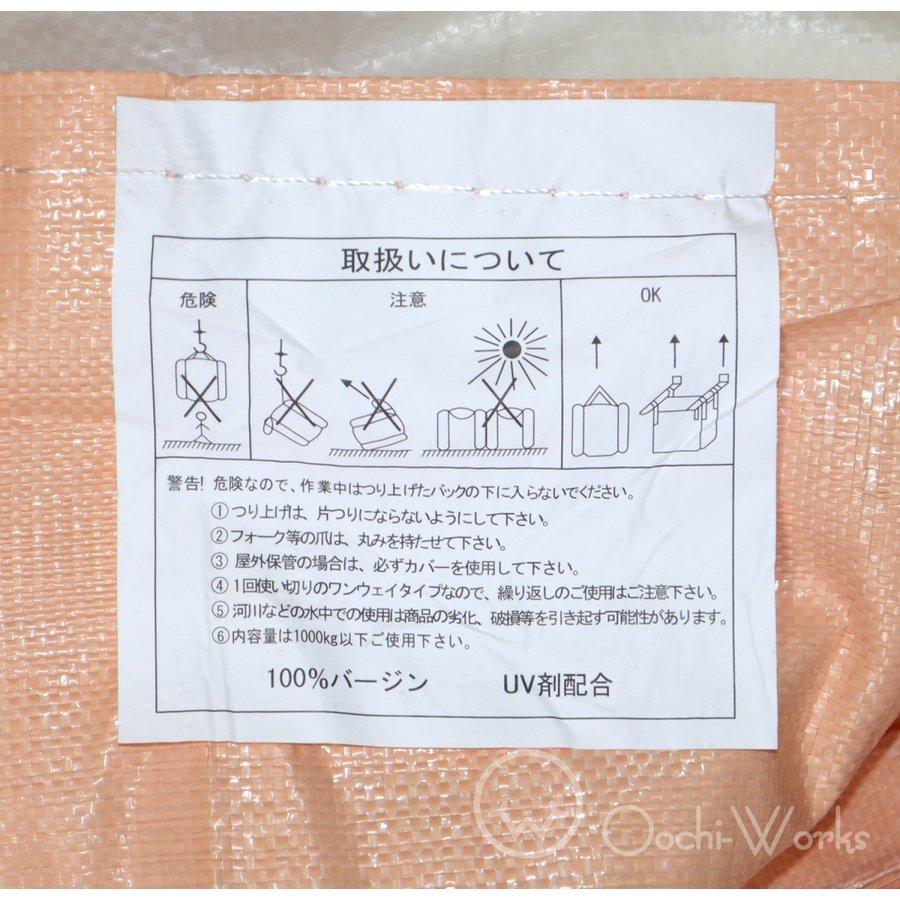 取扱いについて
危険 注意 OK
警告! 危険なので、作業中はつり上げたバックの下に入らないでください。
①つり上げは、片つりにならないようにして下さい。
②フォーク等の爪は、丸みを持たせて下さい。
③ 屋外保管の場合は、必ずカバーを使用して下さい。
④ 1回使い切りのワンウェイタイプなので、繰り返しのご使用はご注意下さい。
⑤ 河川などの水中での使用は商品の劣化、破損等を引き起す可能性があります。
⑥内容量は1000kg以下ご使用下さい。
100%バージン UV剤配合
W Oochi-Works